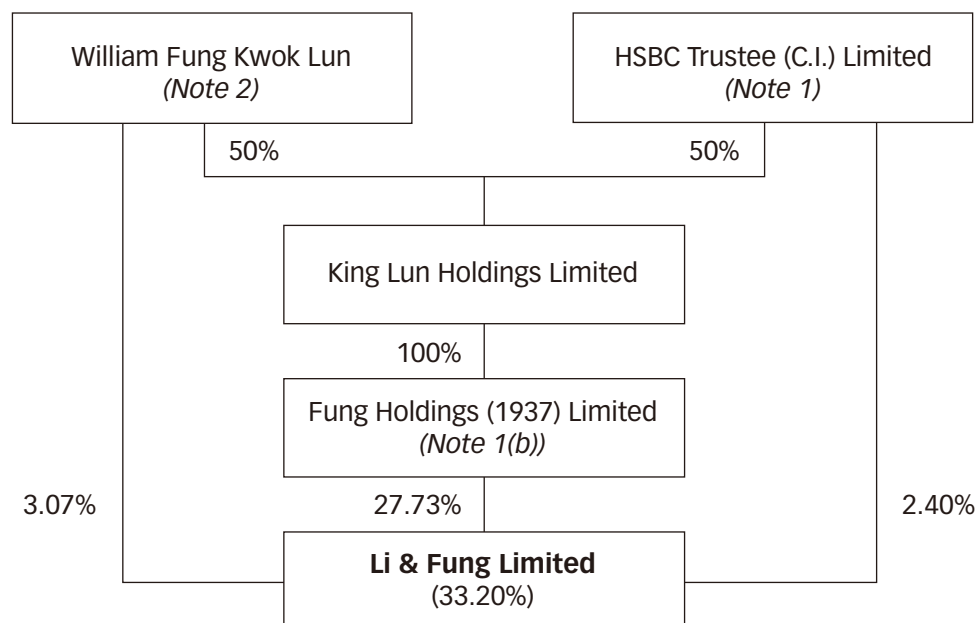 William Fung Kwok Lun
(Note 2)
HSBC Trustee (C.I.) Limited
(Note 1)
50%
50%
King Lun Holdings Limited
100%
Fung Holdings (1937) Limited
(Note 1(b))
3.07%
27.73%
2.40%
Li & Fung Limited
(33.20%)